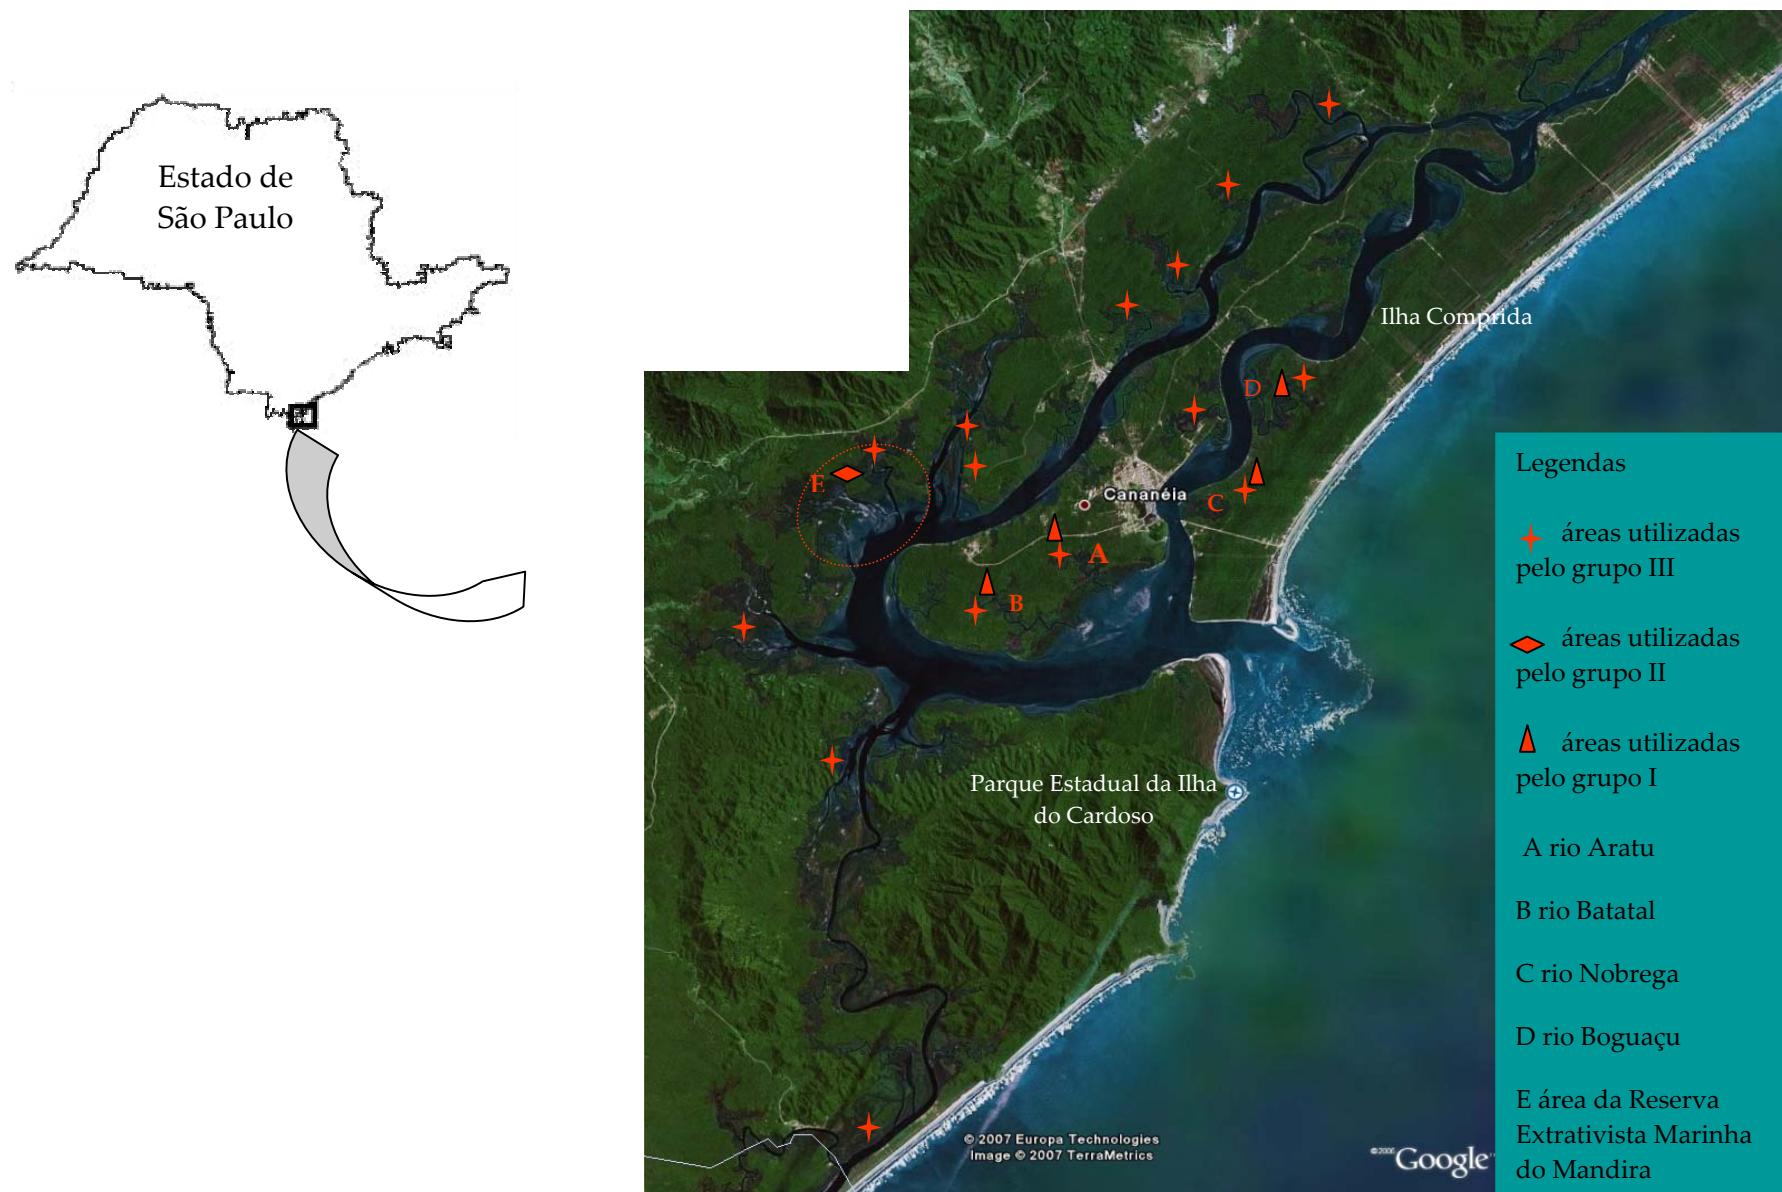 Estado de
São Paulo
Ilha Comprida
D
E
Cananéia
C
A
B
Parque Estadual da Ilha
do Cardoso
© 2007 Europa Technologies
Image © 2007 TerraMetrics
Google
Legendas
áreas utilizadas
pelo grupo III
áreas utilizadas
pelo grupo II
áreas utilizadas
pelo grupo I
A rio Aratu
B rio Batatal
C rio Nobrega
D rio Boguaçu
E área da Reserva
Extrativista Marinha
do Mandira